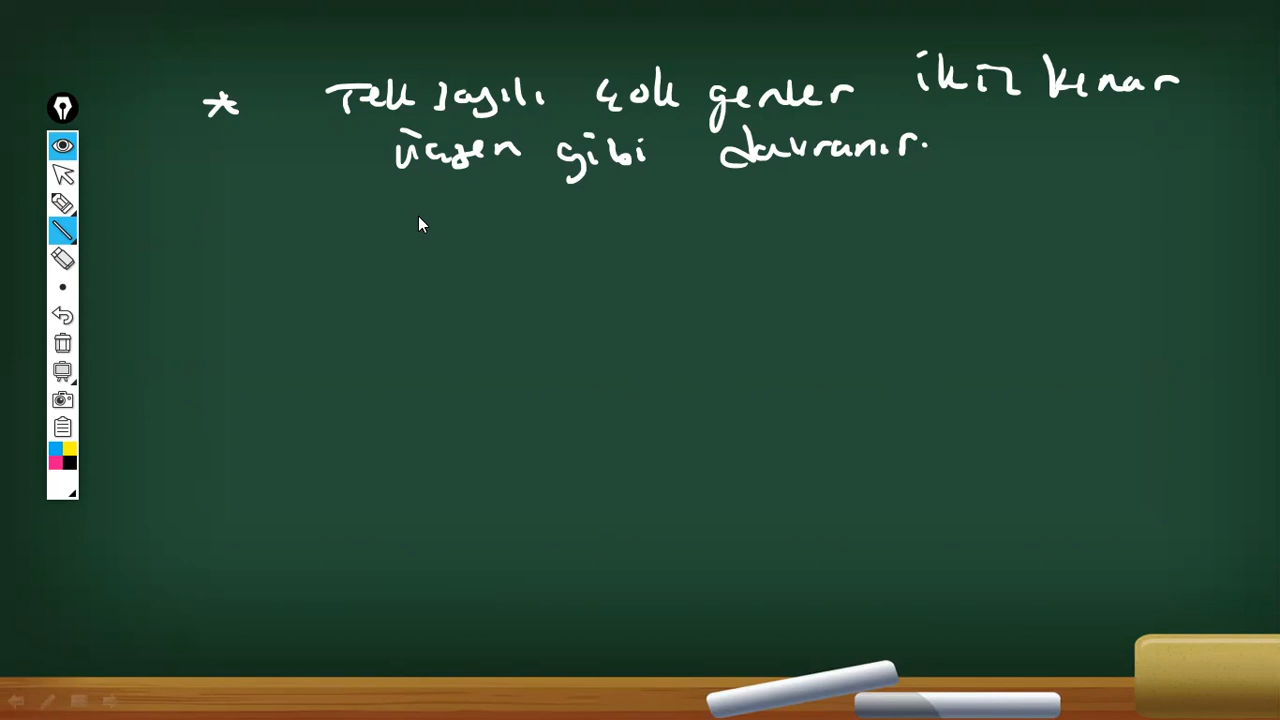 * Tek sayılı çok genler ikiz kenar
üçgen gibi davranır.